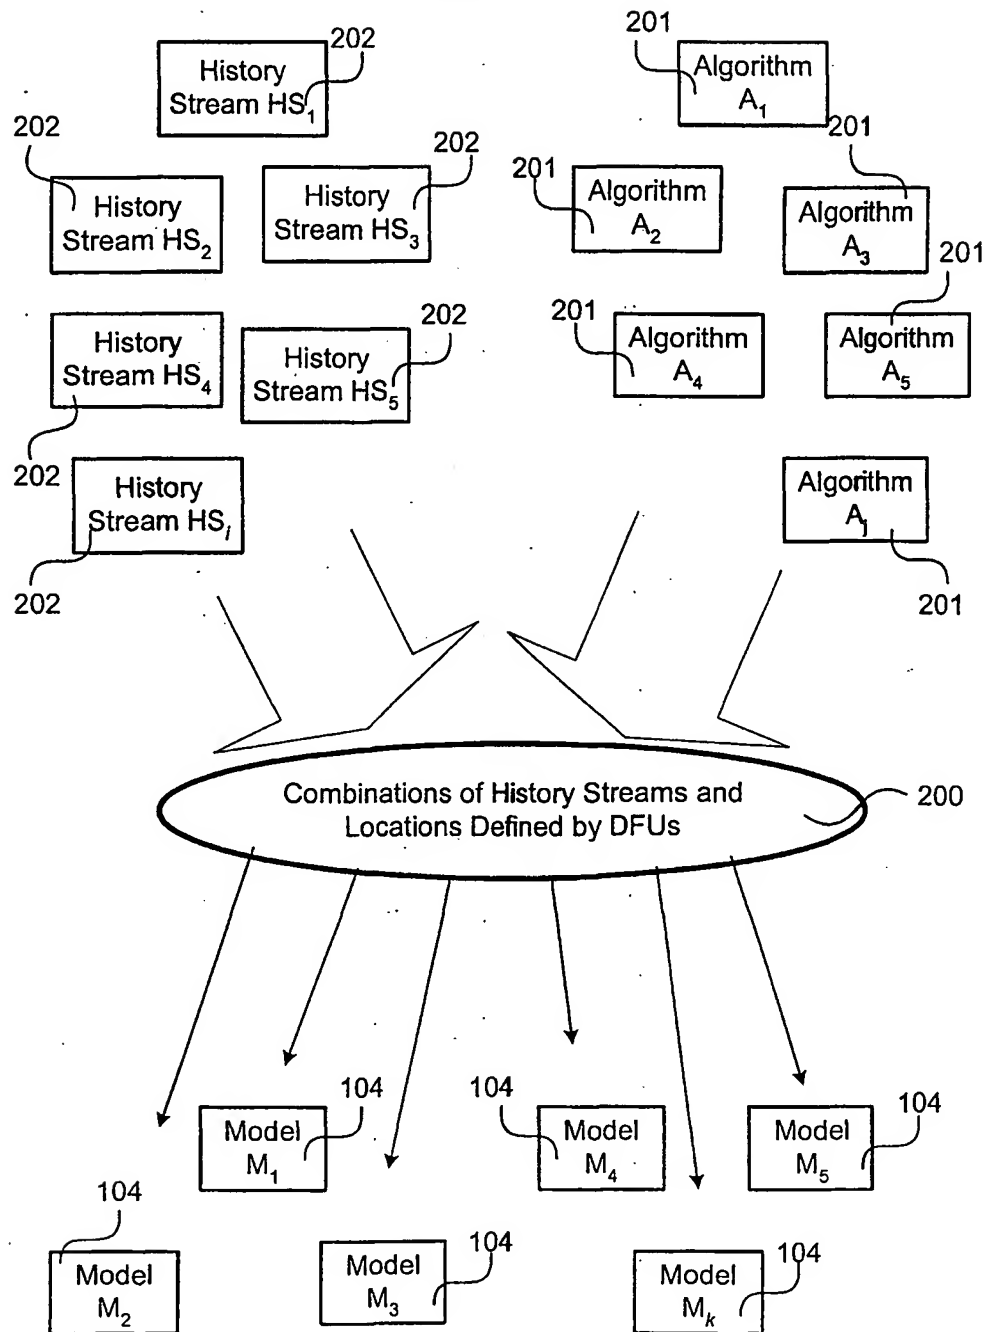 202
History
Stream HS₁
201
Algorithm
A₁
202
History
Stream HS₂
202
History
Stream HS₃
201
Algorithm
A₂
201
Algorithm
A₃
History
Stream HS₄
202
202
History
Stream HS₅
201
Algorithm
A₄
201
Algorithm
A₅
History
Stream HSᵢ
202
Algorithm
Aⱼ
201
Combinations of History Streams and
Locations Defined by DFUs
200
104
Model
M₁
104
Model
M₄
104
Model
M₅
104
Model
M₂
104
Model
M₃
104
Model
Mₖ